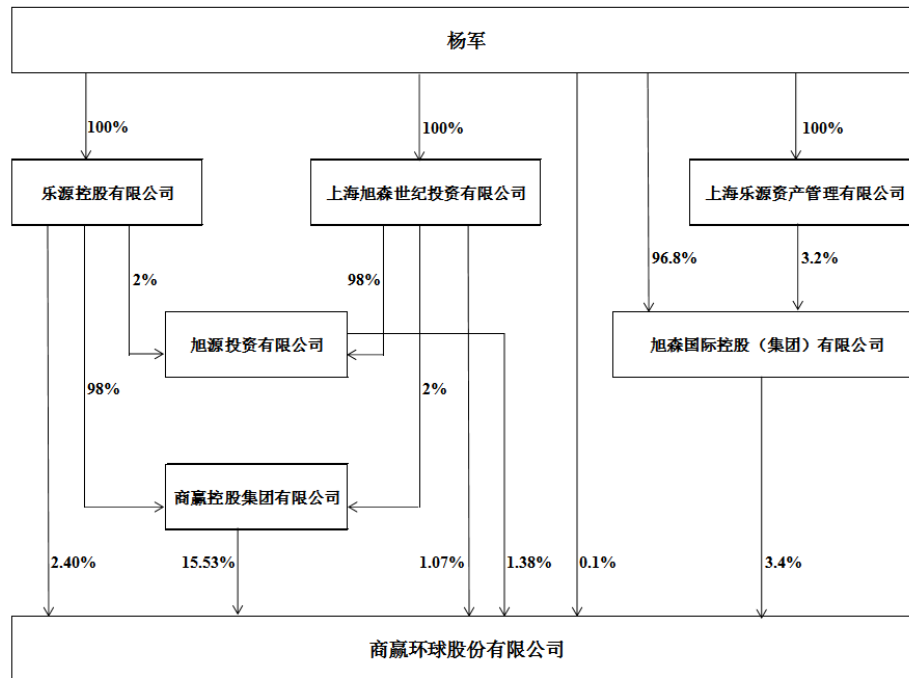 杨军
100%
100%
100%
乐源控股有限公司
上海旭森世纪投资有限公司
上海乐源资产管理有限公司
2%
98%
96.8%
3.2%
旭源投资有限公司
旭森国际控股（集团）有限公司
98%
2%
商赢控股集团有限公司
2.40%
15.53%
1.07%
1.38%
0.1%
3.4%
商赢环球股份有限公司